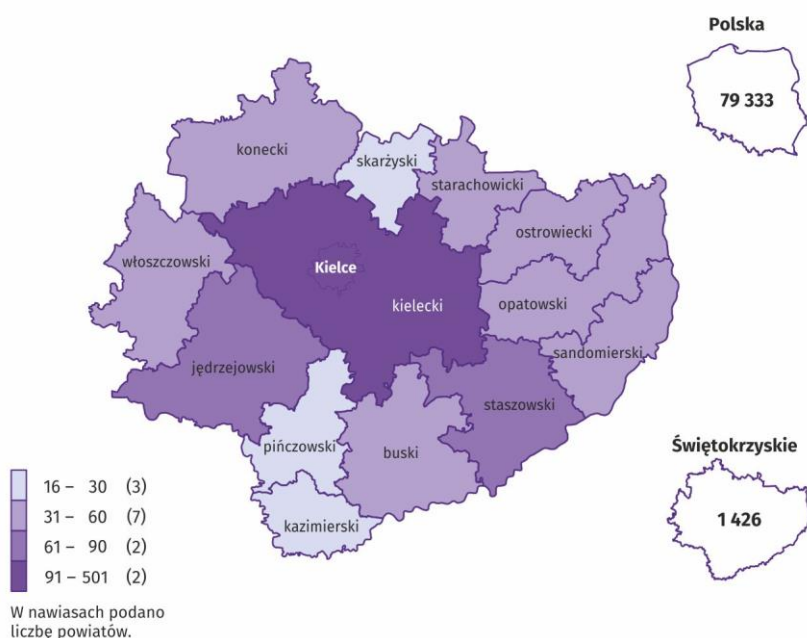 Polska
79 333
konecki
skarżyski
starachowicki
ostrowiecki
włoszczowski
Kielce
kielecki
opatowski
sandomierski
jędrzejowski
staszowski
pińczowski
buski
kazimierski
Świętokrzyskie
1 426
16 – 30 (3)
31 – 60 (7)
61 – 90 (2)
91 – 501 (2)
W nawiasach podano
liczbę powiatów.